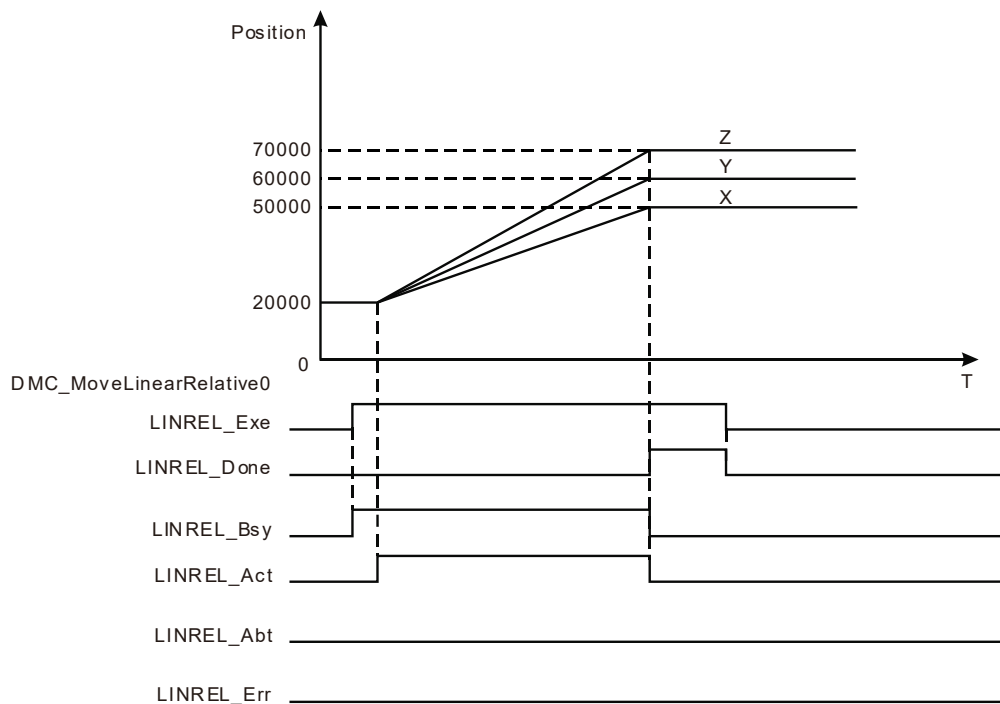 Position
Z
70000
Y
60000
X
50000
20000
0
T
DMC_MoveLinearRelative0
LINREL_Exe
LINREL_Done
LINREL_Bsy
LINREL_Act
LINREL_Abt
LINREL_Err